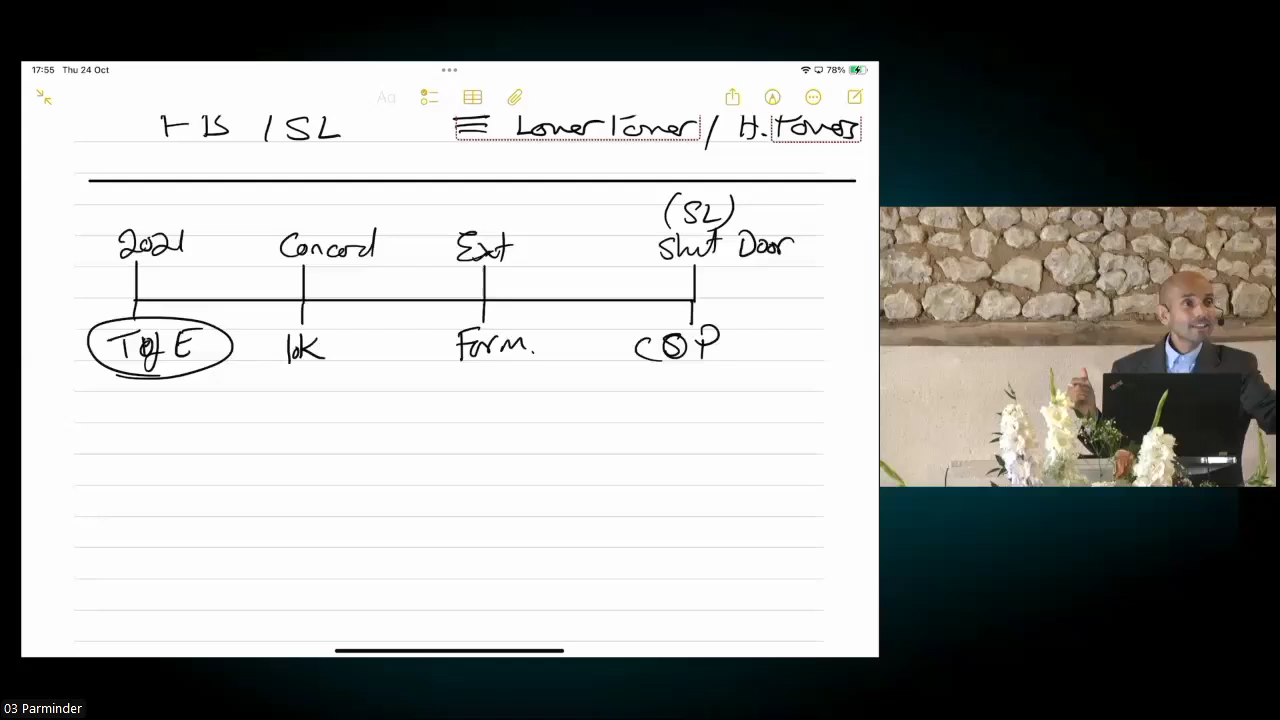 17:55 Thu 24 Oct ••• 78%
Aa
/ SL ≡ Lower Tower / H. Tower
(SL)
2021 Concord Ext Shut Door
T of E 10K Form. COP
03 Parminder